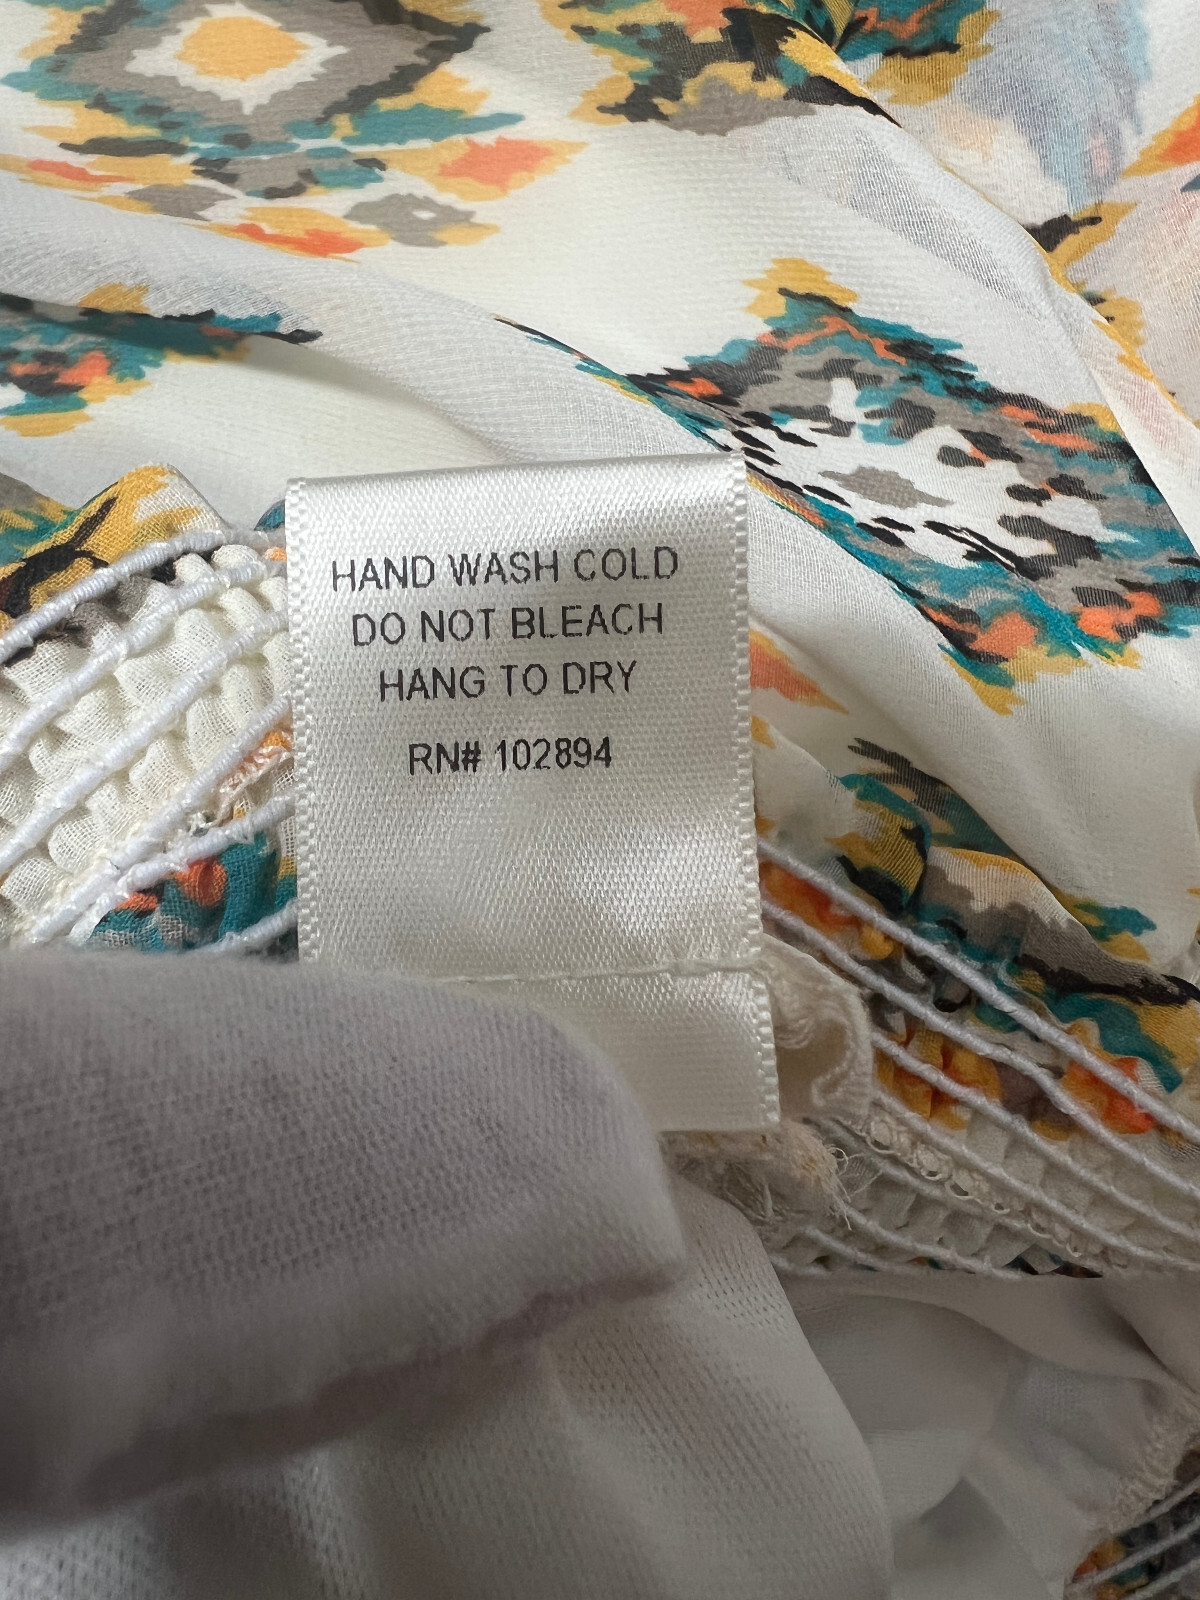 HAND WASH COLD
DO NOT BLEACH
HANG TO DRY
RN# 102894